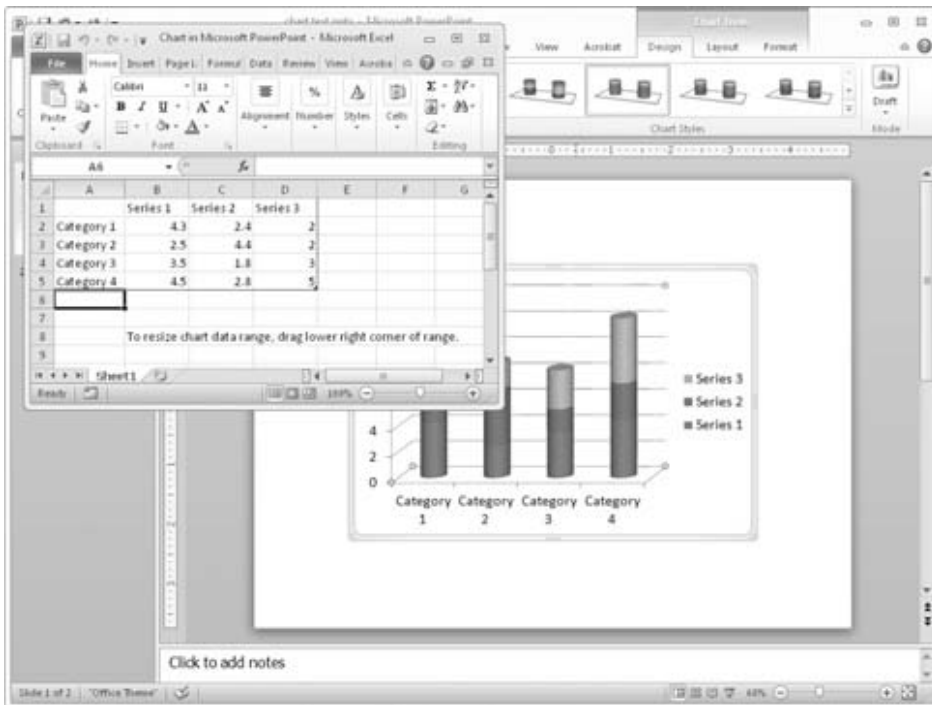 Chart in Microsoft PowerPoint - Microsoft Excel
File Home Insert Page L Formul Data Review View Acroba
View Acrobat Design Layout Format
Paste
Calibri 11
B I U A A
Alignment Number Styles Cells
Clipboard Font Editing
Draft
Chart Styles Mode
A6 fx
A B C D E F G
1 Series 1 Series 2 Series 3
2 Category 1 4.3 2.4 2
3 Category 2 2.5 4.4 2
4 Category 3 3.5 1.8 3
5 Category 4 4.5 2.8 5
6
7
8 To resize chart data range, drag lower right corner of range.
9
Sheet1
Ready 100%
Series 3
Series 2
Series 1
4
2
0
Category 1
Category 2
Category 3
Category 4
Click to add notes
Slide 1 of 2 "Office Theme" 68%